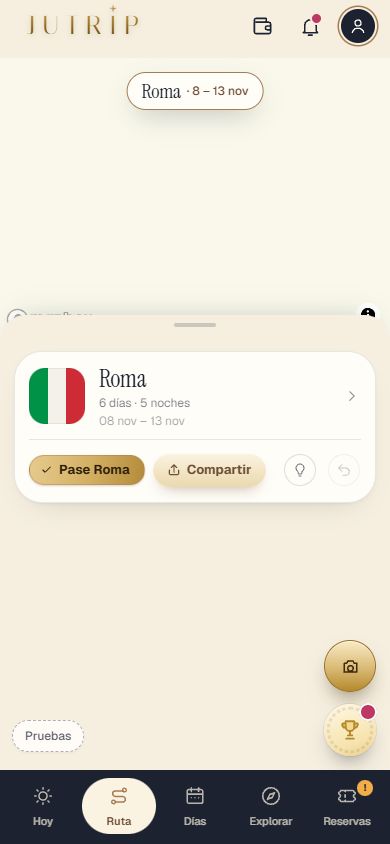 JUTRIP
Roma · 8 – 13 nov
Roma
6 días · 5 noches
08 nov – 13 nov
Pase Roma
Compartir
Pruebas
!
Hoy
Ruta
Días
Explorar
Reservas